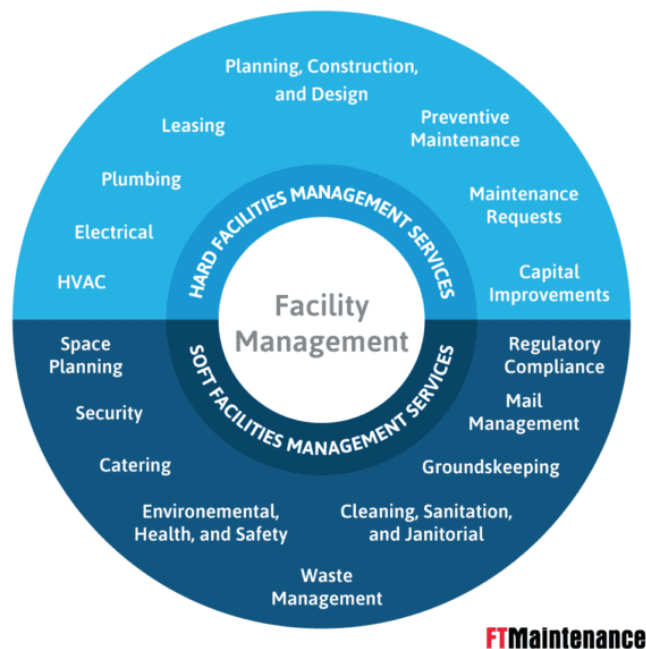 Planning, Construction,
and Design
Leasing
Preventive
Maintenance
Plumbing
Maintenance
Requests
Electrical
HVAC
Capital
Improvements
HARD FACILITIES MANAGEMENT SERVICES
Facility
Management
SOFT FACILITIES MANAGEMENT SERVICES
Space
Planning
Regulatory
Compliance
Security
Mail
Management
Catering
Groundskeeping
Environemental,
Health, and Safety
Cleaning, Sanitation,
and Janitorial
Waste
Management
FTMaintenance